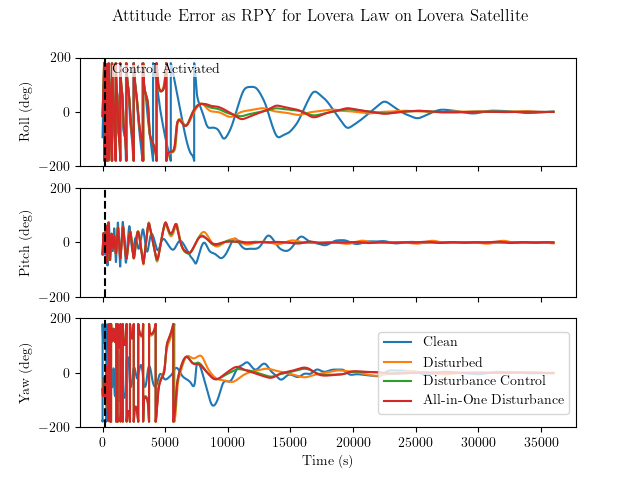 Attitude Error as RPY for Lovera Law on Lovera Satellite
200
Control Activated
Roll (deg)
0
−200
200
Pitch (deg)
0
−200
200
Yaw (deg)
0
−200
Clean
Disturbed
Disturbance Control
All-in-One Disturbance
0 5000 10000 15000 20000 25000 30000 35000
Time (s)